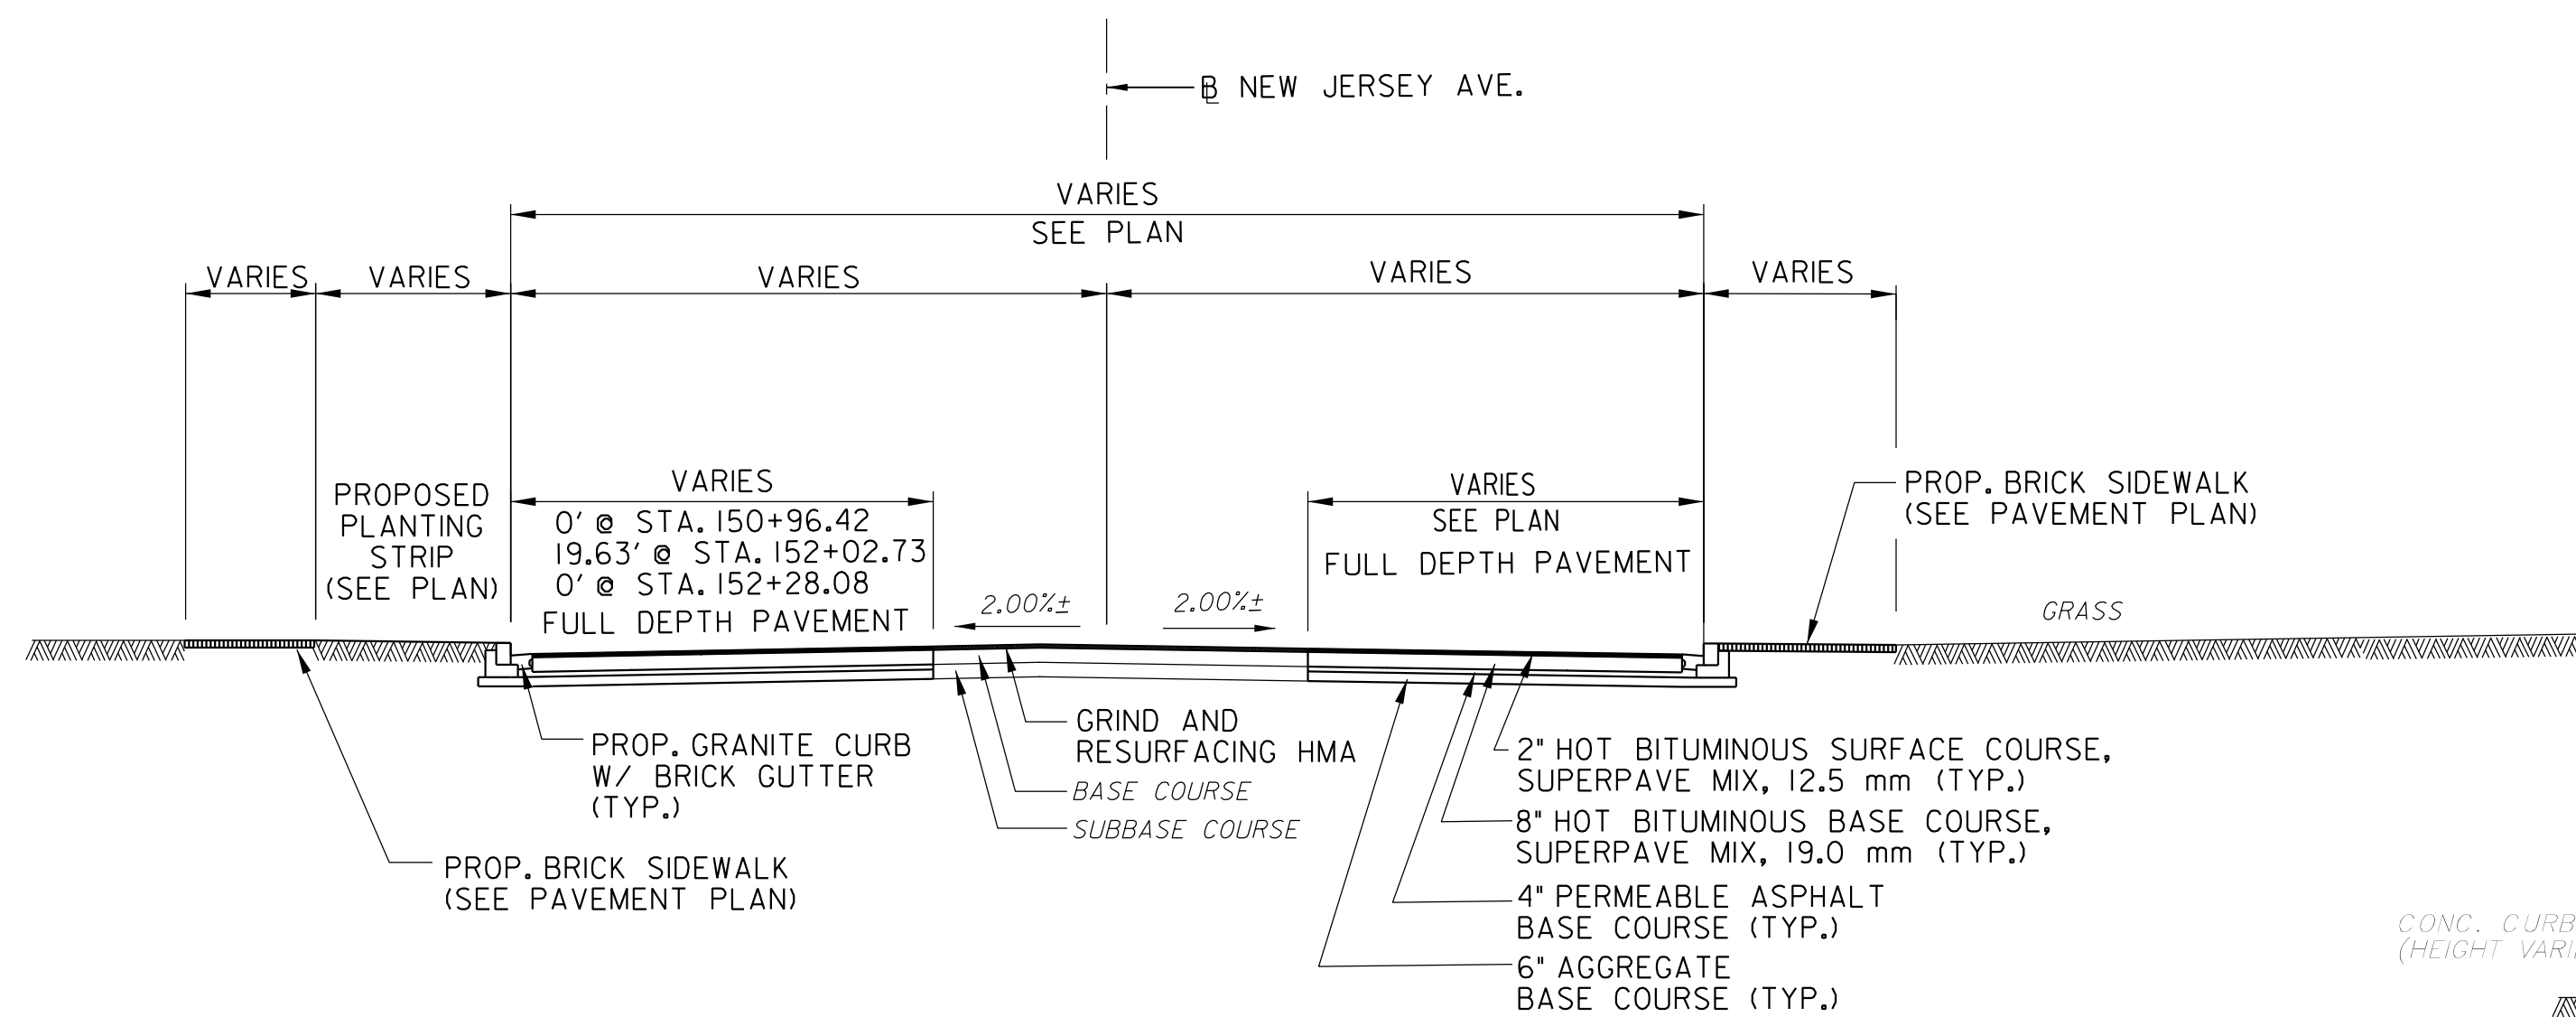 ℄ NEW JERSEY AVE.
VARIES
SEE PLAN
VARIES
VARIES
VARIES
VARIES
VARIES
PROPOSED
PLANTING
STRIP
(SEE PLAN)
VARIES
0' @ STA. 150+96.42
19.63' @ STA. 152+02.73
0' @ STA. 152+28.08
FULL DEPTH PAVEMENT
2.00%±
2.00%±
VARIES
SEE PLAN
FULL DEPTH PAVEMENT
PROP. BRICK SIDEWALK
(SEE PAVEMENT PLAN)
GRASS
PROP. GRANITE CURB
W/ BRICK GUTTER
(TYP.)
PROP. BRICK SIDEWALK
(SEE PAVEMENT PLAN)
GRIND AND
RESURFACING HMA
BASE COURSE
SUBBASE COURSE
2" HOT BITUMINOUS SURFACE COURSE,
SUPERPAVE MIX, 12.5 mm (TYP.)
8" HOT BITUMINOUS BASE COURSE,
SUPERPAVE MIX, 19.0 mm (TYP.)
4" PERMEABLE ASPHALT
BASE COURSE (TYP.)
6" AGGREGATE
BASE COURSE (TYP.)
CONC. CURB
(HEIGHT